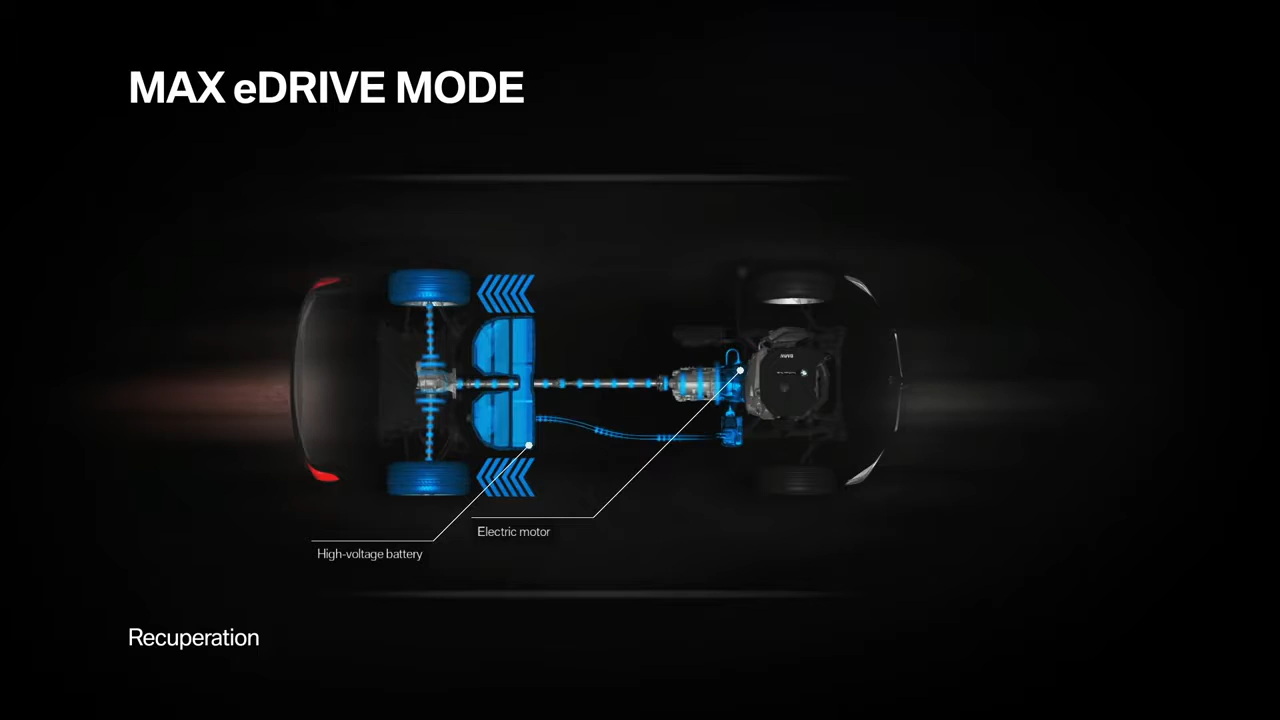 MAX eDRIVE MODE
Electric motor
High-voltage battery
Recuperation